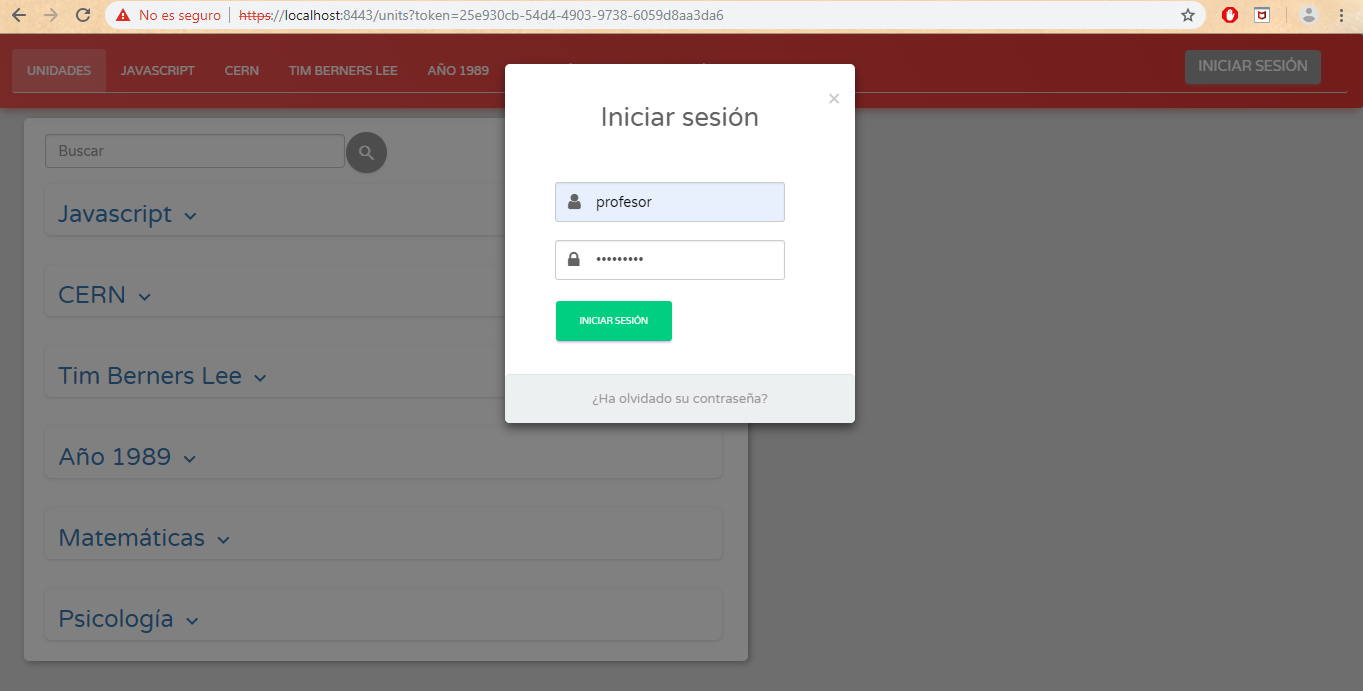 No es seguro https://localhost:8443/units?token=25e930cb-54d4-4903-9738-6059d8aa3da6
UNIDADES JAVASCRIPT CERN TIM BERNERS LEE AÑO 1989 INICIAR SESIÓN
×
Iniciar sesión
Buscar
profesor
•••••••••
INICIAR SESIÓN
¿Ha olvidado su contraseña?
Javascript
CERN
Tim Berners Lee
Año 1989
Matemáticas
Psicología